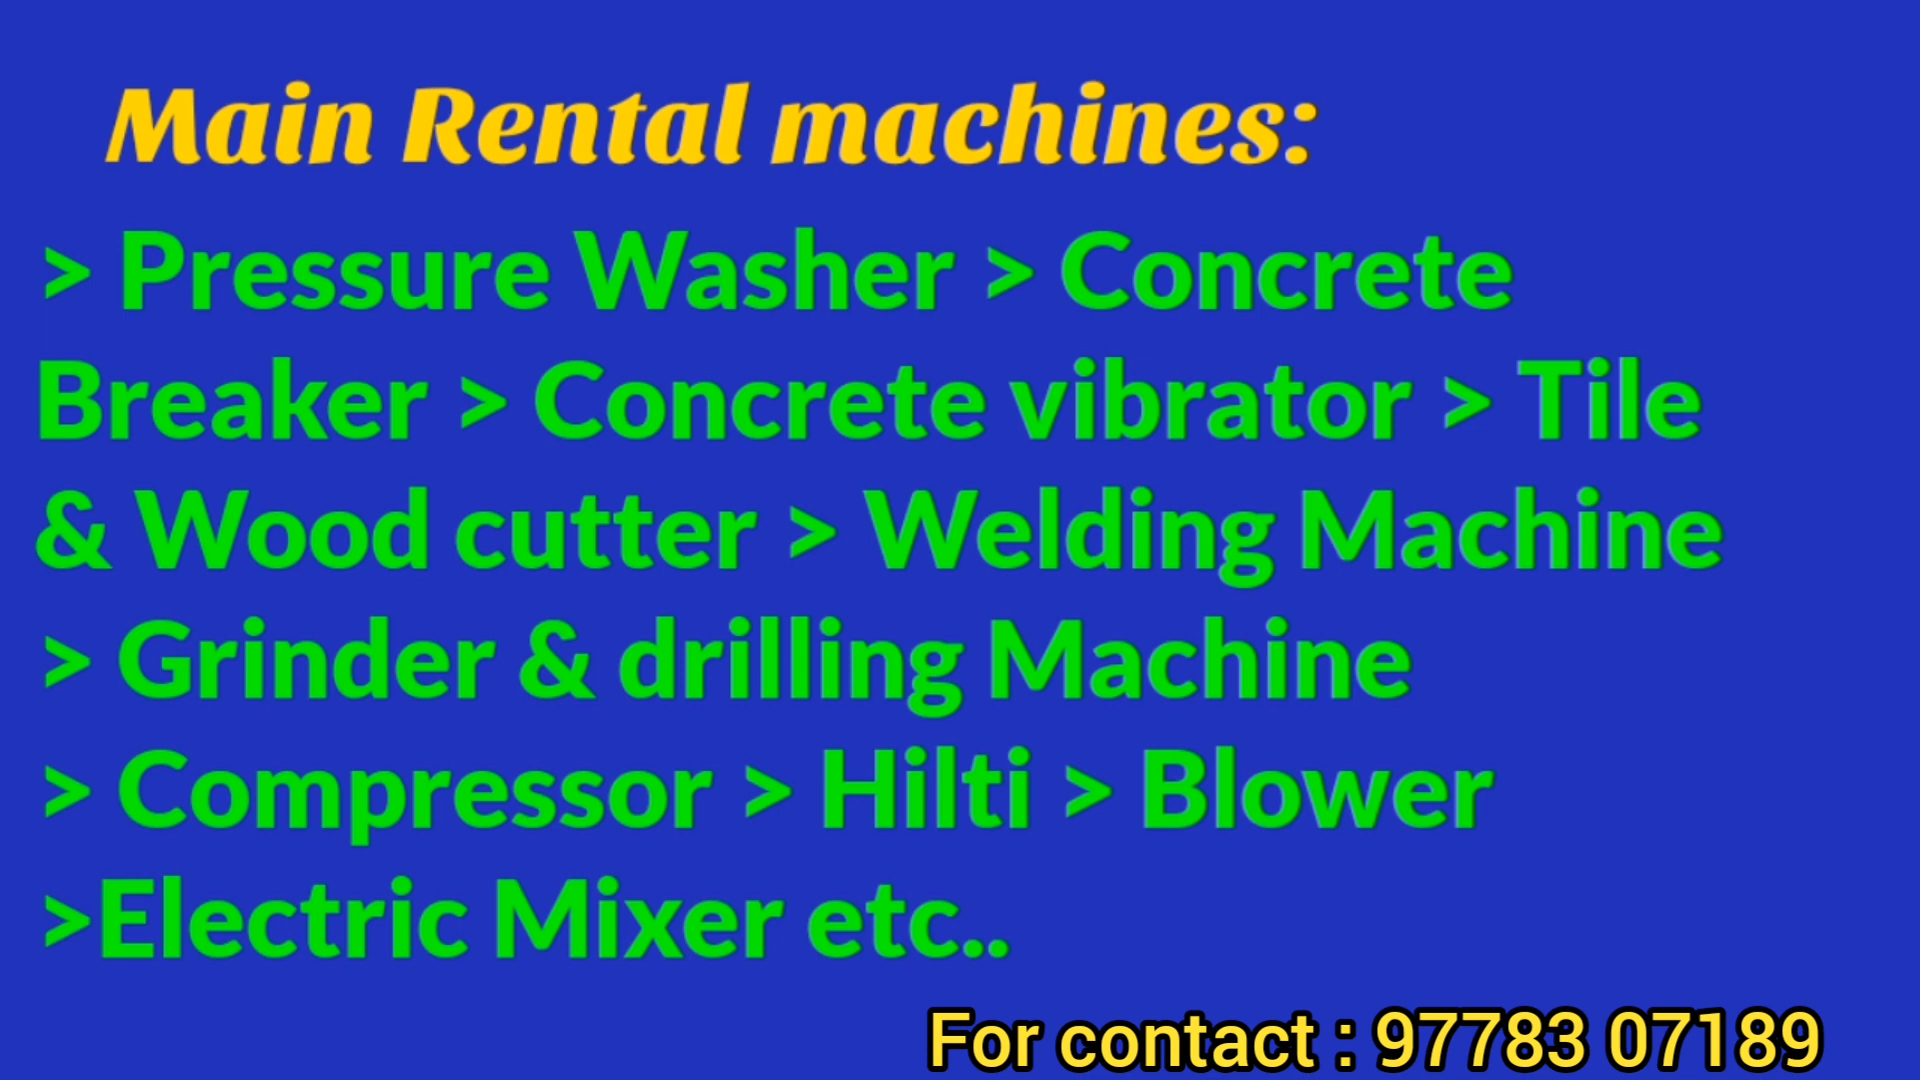 Main Rental machines:
> Pressure Washer > Concrete
Breaker > Concrete vibrator > Tile
& Wood cutter > Welding Machine
> Grinder & drilling Machine
> Compressor > Hilti > Blower
>Electric Mixer etc..
For contact : 97783 07189